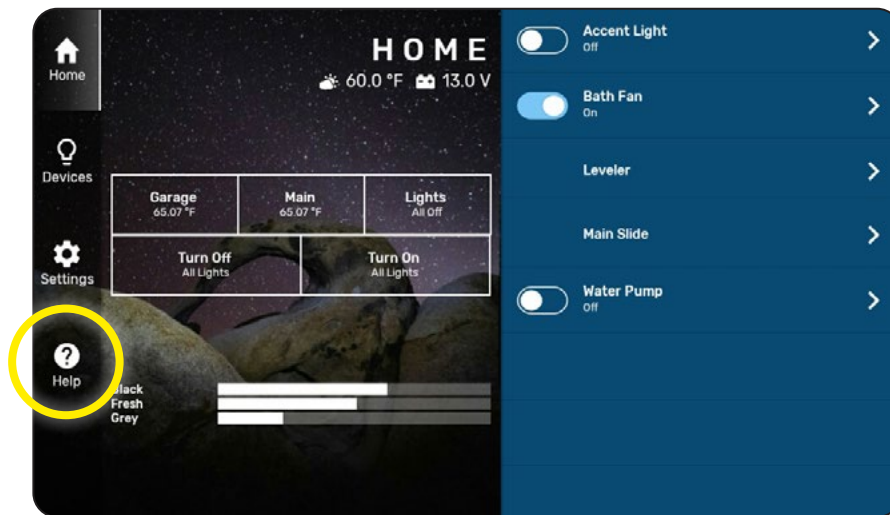 Home
Devices
Settings
Help
HOME
60.0 °F 13.0 V
Garage
65.07 °F
Main
65.07 °F
Lights
All Off
Turn Off
All Lights
Turn On
All Lights
Black
Fresh
Grey
Accent Light
Off
Bath Fan
On
Leveler
Main Slide
Water Pump
Off